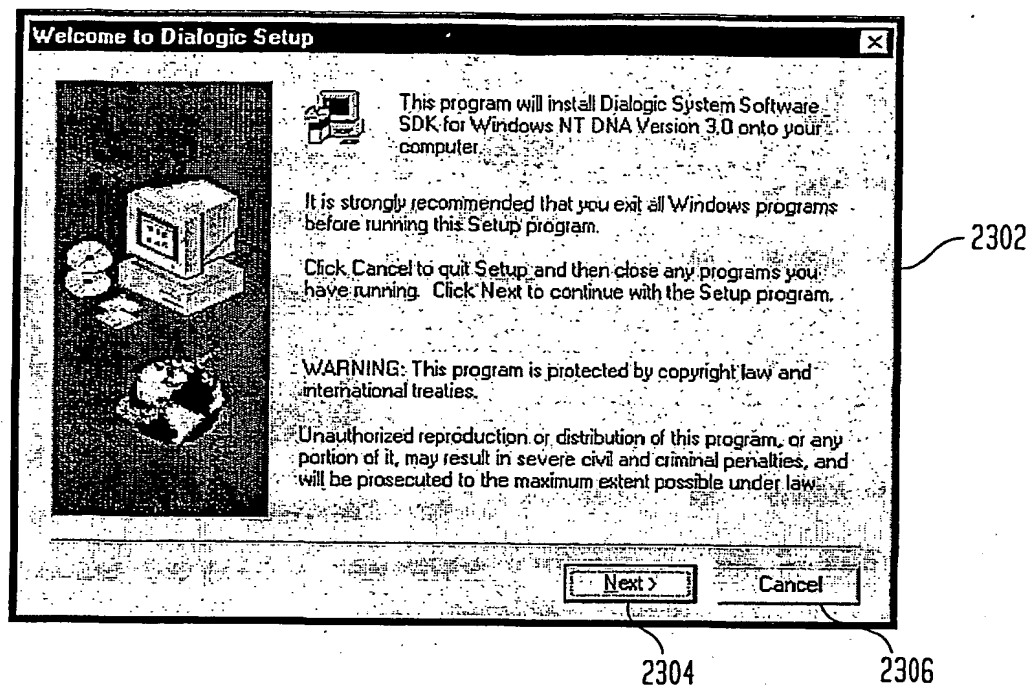 Welcome to Dialogic Setup
This program will install Dialogic System Software
SDK for Windows NT DNA Version 3.0 onto your
computer.
It is strongly recommended that you exit all Windows programs
before running this Setup program.
Click Cancel to quit Setup and then close any programs you
have running. Click Next to continue with the Setup program.
2302
WARNING: This program is protected by copyright law and
international treaties.
Unauthorized reproduction or distribution of this program, or any
portion of it, may result in severe civil and criminal penalties, and
will be prosecuted to the maximum extent possible under law.
Next >
Cancel
2304
2306